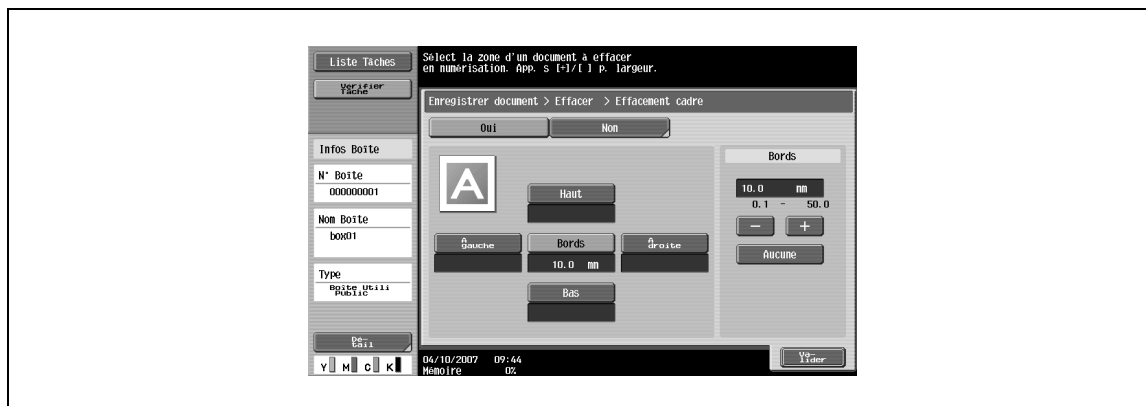 Liste Tâches
Vérifier
Tâche
Sélect la zone d'un document à effacer
en numérisation. App. s [+]/[ ] p. largeur.
Enregistrer document > Effacer > Effacement cadre
Oui
Non
Infos Boîte
N° Boîte
000000001
Nom Boîte
box01
Type
Boîte Utili
Public
Dé-
tail
Y M C K
A
Haut
À
gauche
Bords
10.0 mm
À
droite
Bas
Bords
10.0 mm
0.1 - 50.0
− +
Aucune
04/10/2007 09:44
Mémoire 0%
Va-
lider